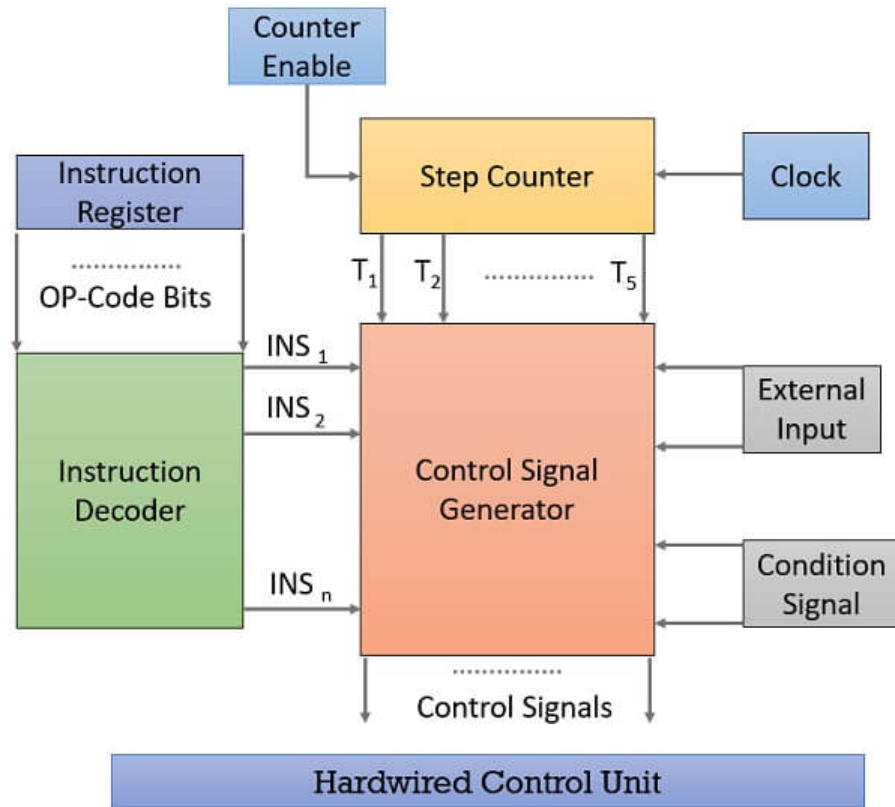 Counter
Enable
Step Counter
Clock
Instruction
Register
OP-Code Bits
T1 T2 ................ T5
INS 1
INS 2
INS n
Instruction
Decoder
Control Signal
Generator
External
Input
Condition
Signal
Control Signals
Hardwired Control Unit